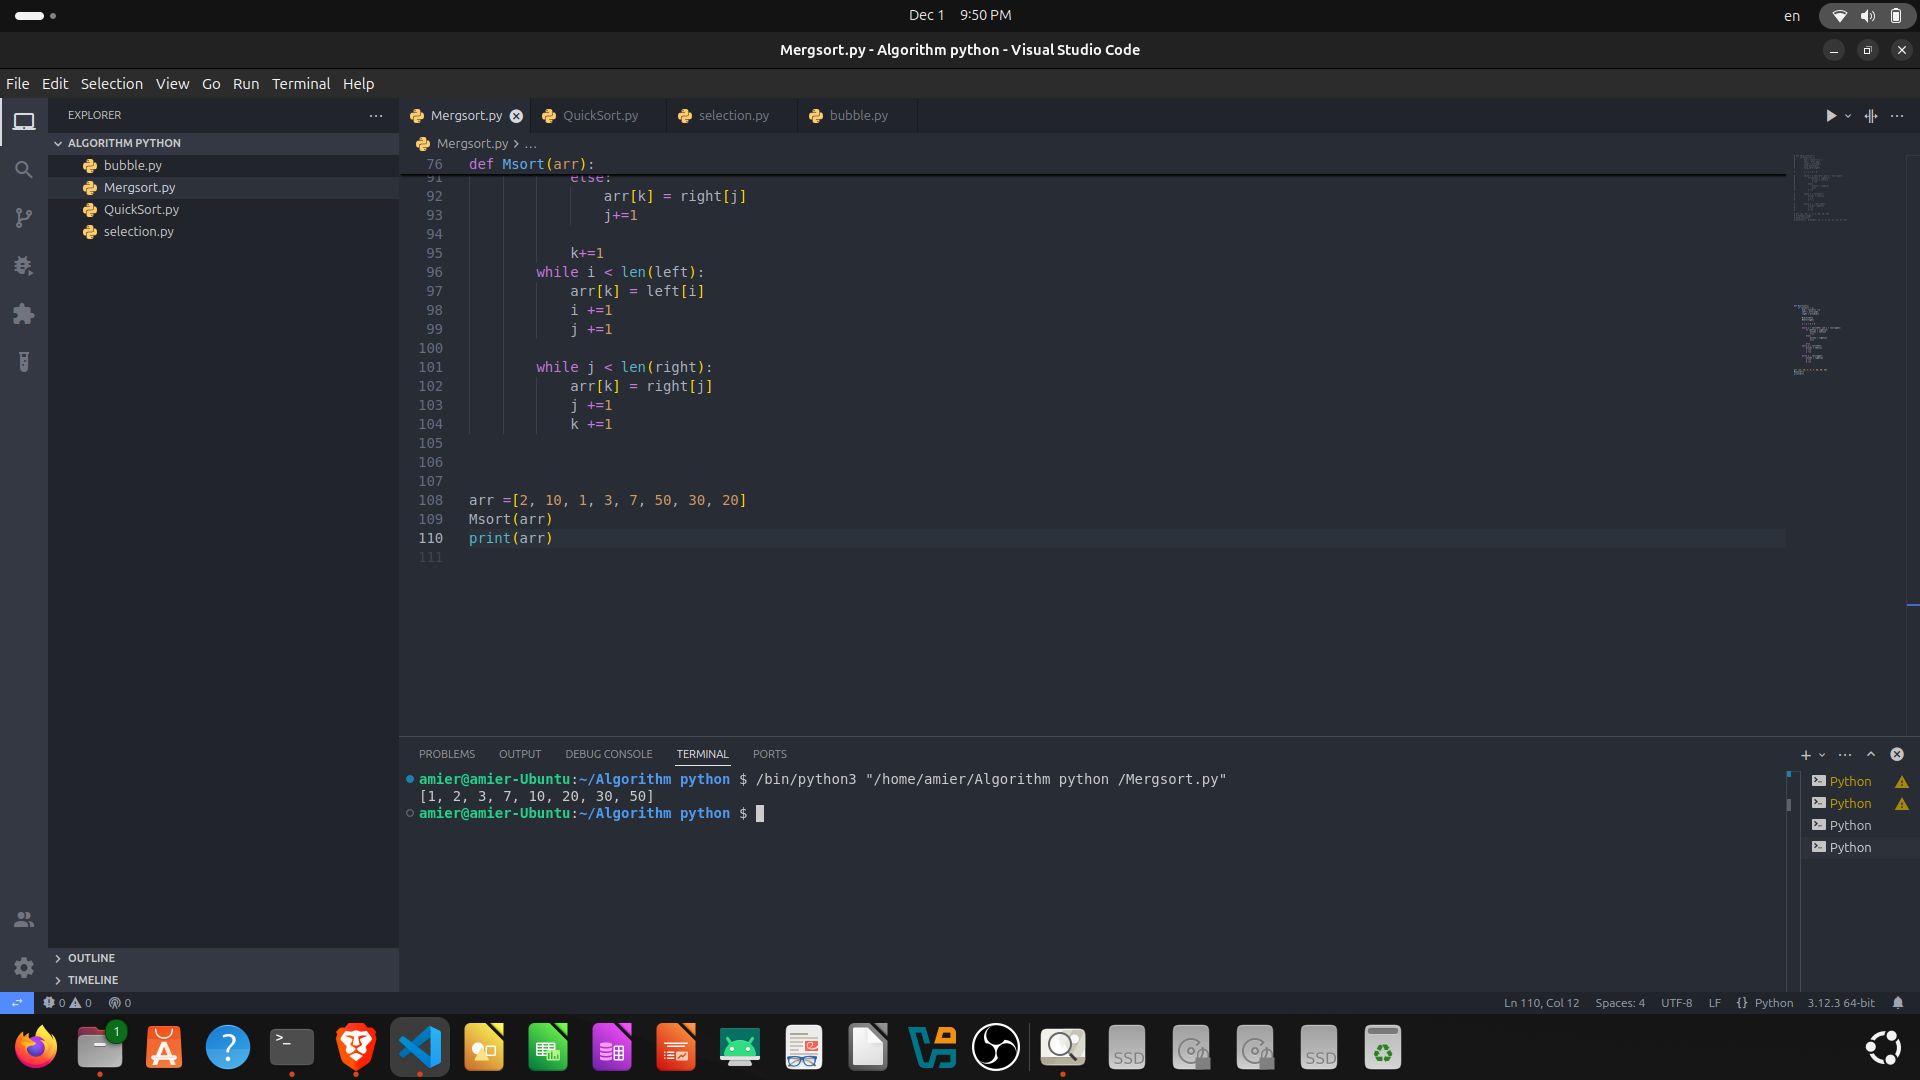 Dec 1 9:50 PM
en
Mergsort.py - Algorithm python - Visual Studio Code
File Edit Selection View Go Run Terminal Help
EXPLORER
ALGORITHM PYTHON
bubble.py
Mergsort.py
QuickSort.py
selection.py
OUTLINE
TIMELINE
Mergsort.py QuickSort.py selection.py bubble.py
Mergsort.py > ...
76 def Msort(arr):
91 else:
92 arr[k] = right[j]
93 j+=1
94
95 k+=1
96 while i < len(left):
97 arr[k] = left[i]
98 i +=1
99 j +=1
100
101 while j < len(right):
102 arr[k] = right[j]
103 j +=1
104 k +=1
105
106
107
108 arr =[2, 10, 1, 3, 7, 50, 30, 20]
109 Msort(arr)
110 print(arr)
111
PROBLEMS OUTPUT DEBUG CONSOLE TERMINAL PORTS
amier@amier-Ubuntu:~/Algorithm python $ /bin/python3 "/home/amier/Algorithm python /Mergsort.py"
[1, 2, 3, 7, 10, 20, 30, 50]
amier@amier-Ubuntu:~/Algorithm python $
Python
Python
Python
Python
0 0 0
Ln 110, Col 12 Spaces: 4 UTF-8 LF {} Python 3.12.3 64-bit
1
SSD
SSD